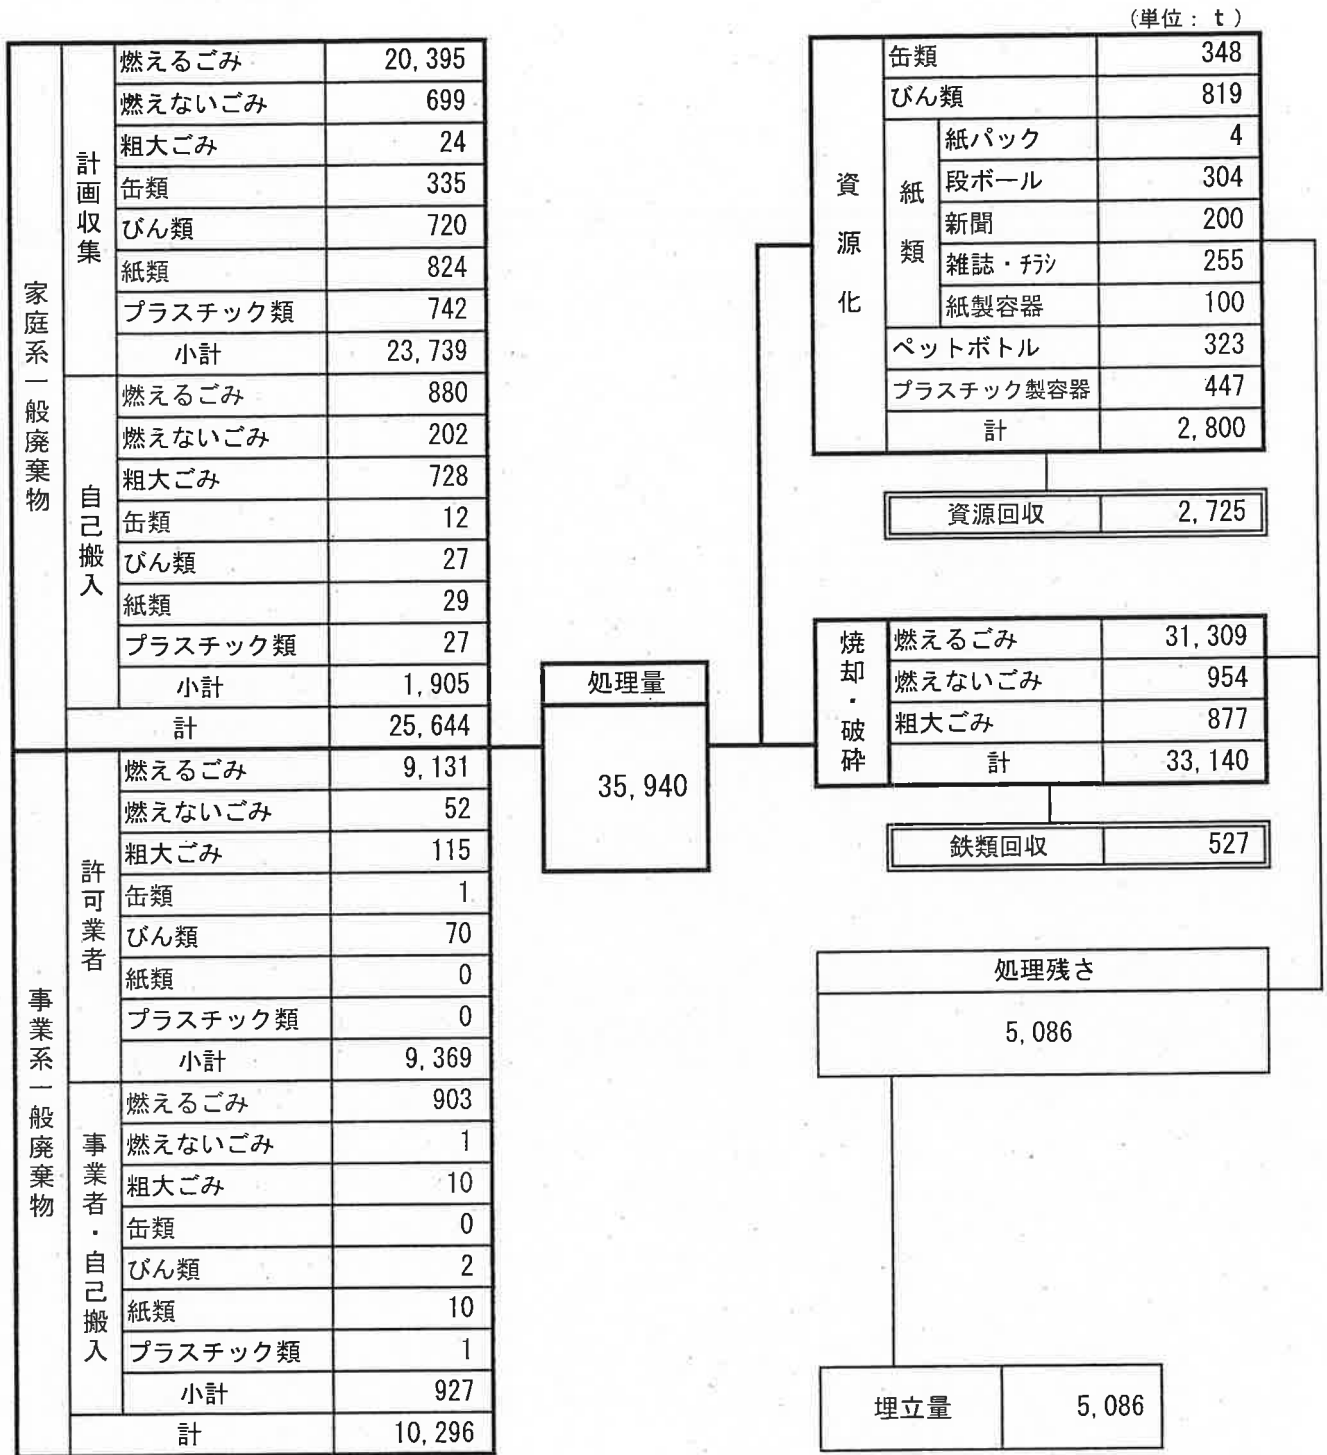 (単位：ｔ)
家庭系一般廃棄物
計画収集
燃えるごみ 20,395
燃えないごみ 699
粗大ごみ 24
缶類 335
びん類 720
紙類 824
プラスチック類 742
小計 23,739
自己搬入
燃えるごみ 880
燃えないごみ 202
粗大ごみ 728
缶類 12
びん類 27
紙類 29
プラスチック類 27
小計 1,905
計 25,644
事業系一般廃棄物
許可業者
燃えるごみ 9,131
燃えないごみ 52
粗大ごみ 115
缶類 1
びん類 70
紙類 0
プラスチック類 0
小計 9,369
事業者・自己搬入
燃えるごみ 903
燃えないごみ 1
粗大ごみ 10
缶類 0
びん類 2
紙類 10
プラスチック類 1
小計 927
計 10,296
処理量
35,940
資源化
缶類 348
びん類 819
紙類
紙パック 4
段ボール 304
新聞 200
雑誌・ﾁﾗｼ 255
紙製容器 100
ペットボトル 323
プラスチック製容器 447
計 2,800
資源回収 2,725
焼却・破砕
燃えるごみ 31,309
燃えないごみ 954
粗大ごみ 877
計 33,140
鉄類回収 527
処理残さ
5,086
埋立量 5,086